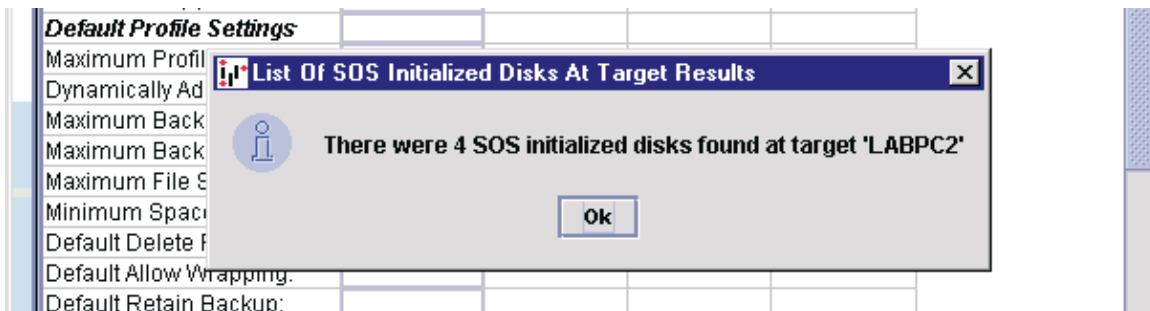 Default Profile Settings
Maximum Profil
List Of SOS Initialized Disks At Target Results
Dynamically Ad
Maximum Back
There were 4 SOS initialized disks found at target 'LABPC2'
Maximum Back
Maximum File S
Minimum Spac
Ok
Default Delete
Default Allow Wrapping:
Default Retain Backup: